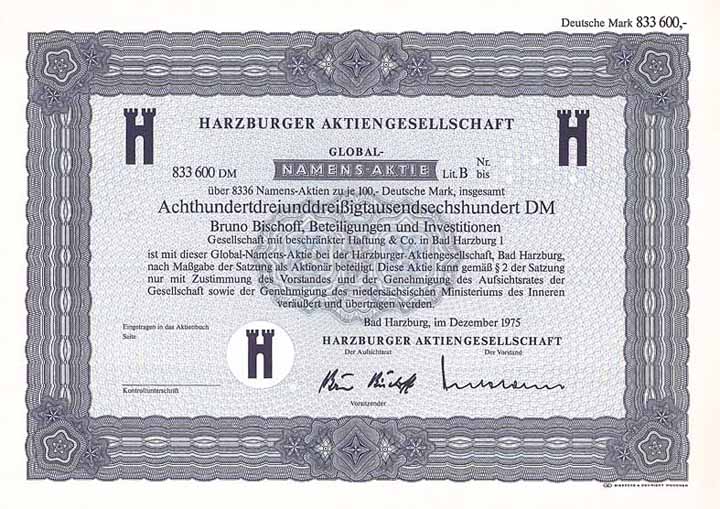 Deutsche Mark 833 600,-
HARZBURGER AKTIENGESELLSCHAFT
GLOBAL-
833 600 DM NAMENS-AKTIE Lit. B Nr. bis
über 8336 Namens-Aktien zu je 100,- Deutsche Mark, insgesamt
Achthundertdreiunddreißigtausendsechshundert DM
Bruno Bischoff, Beteiligungen und Investitionen
Gesellschaft mit beschränkter Haftung & Co. in Bad Harzburg 1
ist mit dieser Global-Namens-Aktie bei der Harzburger-Aktiengesellschaft, Bad Harzburg,
nach Maßgabe der Satzung als Aktionär beteiligt. Diese Aktie kann gemäß § 2 der Satzung
nur mit Zustimmung des Vorstandes und der Genehmigung des Aufsichtsrates der
Gesellschaft sowie der Genehmigung des niedersächsischen Ministeriums des Inneren
veräußert und übertragen werden.
Bad Harzburg, im Dezember 1975
Eingetragen in das Aktienbuch
Seite
HARZBURGER AKTIENGESELLSCHAFT
Der Aufsichtsrat Der Vorstand
Kontrollunterschrift
Vorsitzender